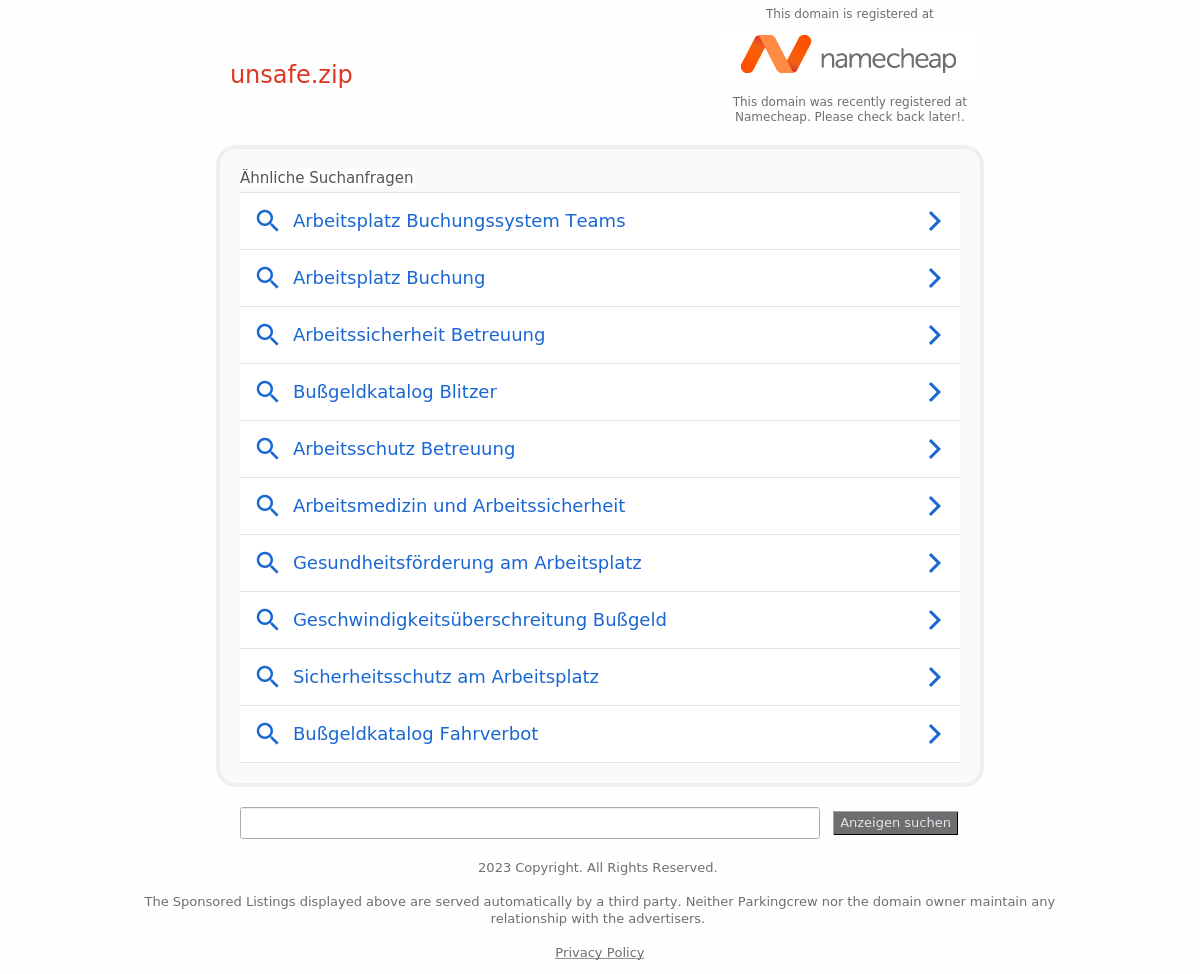 This domain is registered at
unsafe.zip
namecheap
This domain was recently registered at
Namecheap. Please check back later!.
Ähnliche Suchanfragen
Arbeitsplatz Buchungssystem Teams
Arbeitsplatz Buchung
Arbeitssicherheit Betreuung
Bußgeldkatalog Blitzer
Arbeitsschutz Betreuung
Arbeitsmedizin und Arbeitssicherheit
Gesundheitsförderung am Arbeitsplatz
Geschwindigkeitsüberschreitung Bußgeld
Sicherheitsschutz am Arbeitsplatz
Bußgeldkatalog Fahrverbot
Anzeigen suchen
2023 Copyright. All Rights Reserved.
The Sponsored Listings displayed above are served automatically by a third party. Neither Parkingcrew nor the domain owner maintain any
relationship with the advertisers.
Privacy Policy